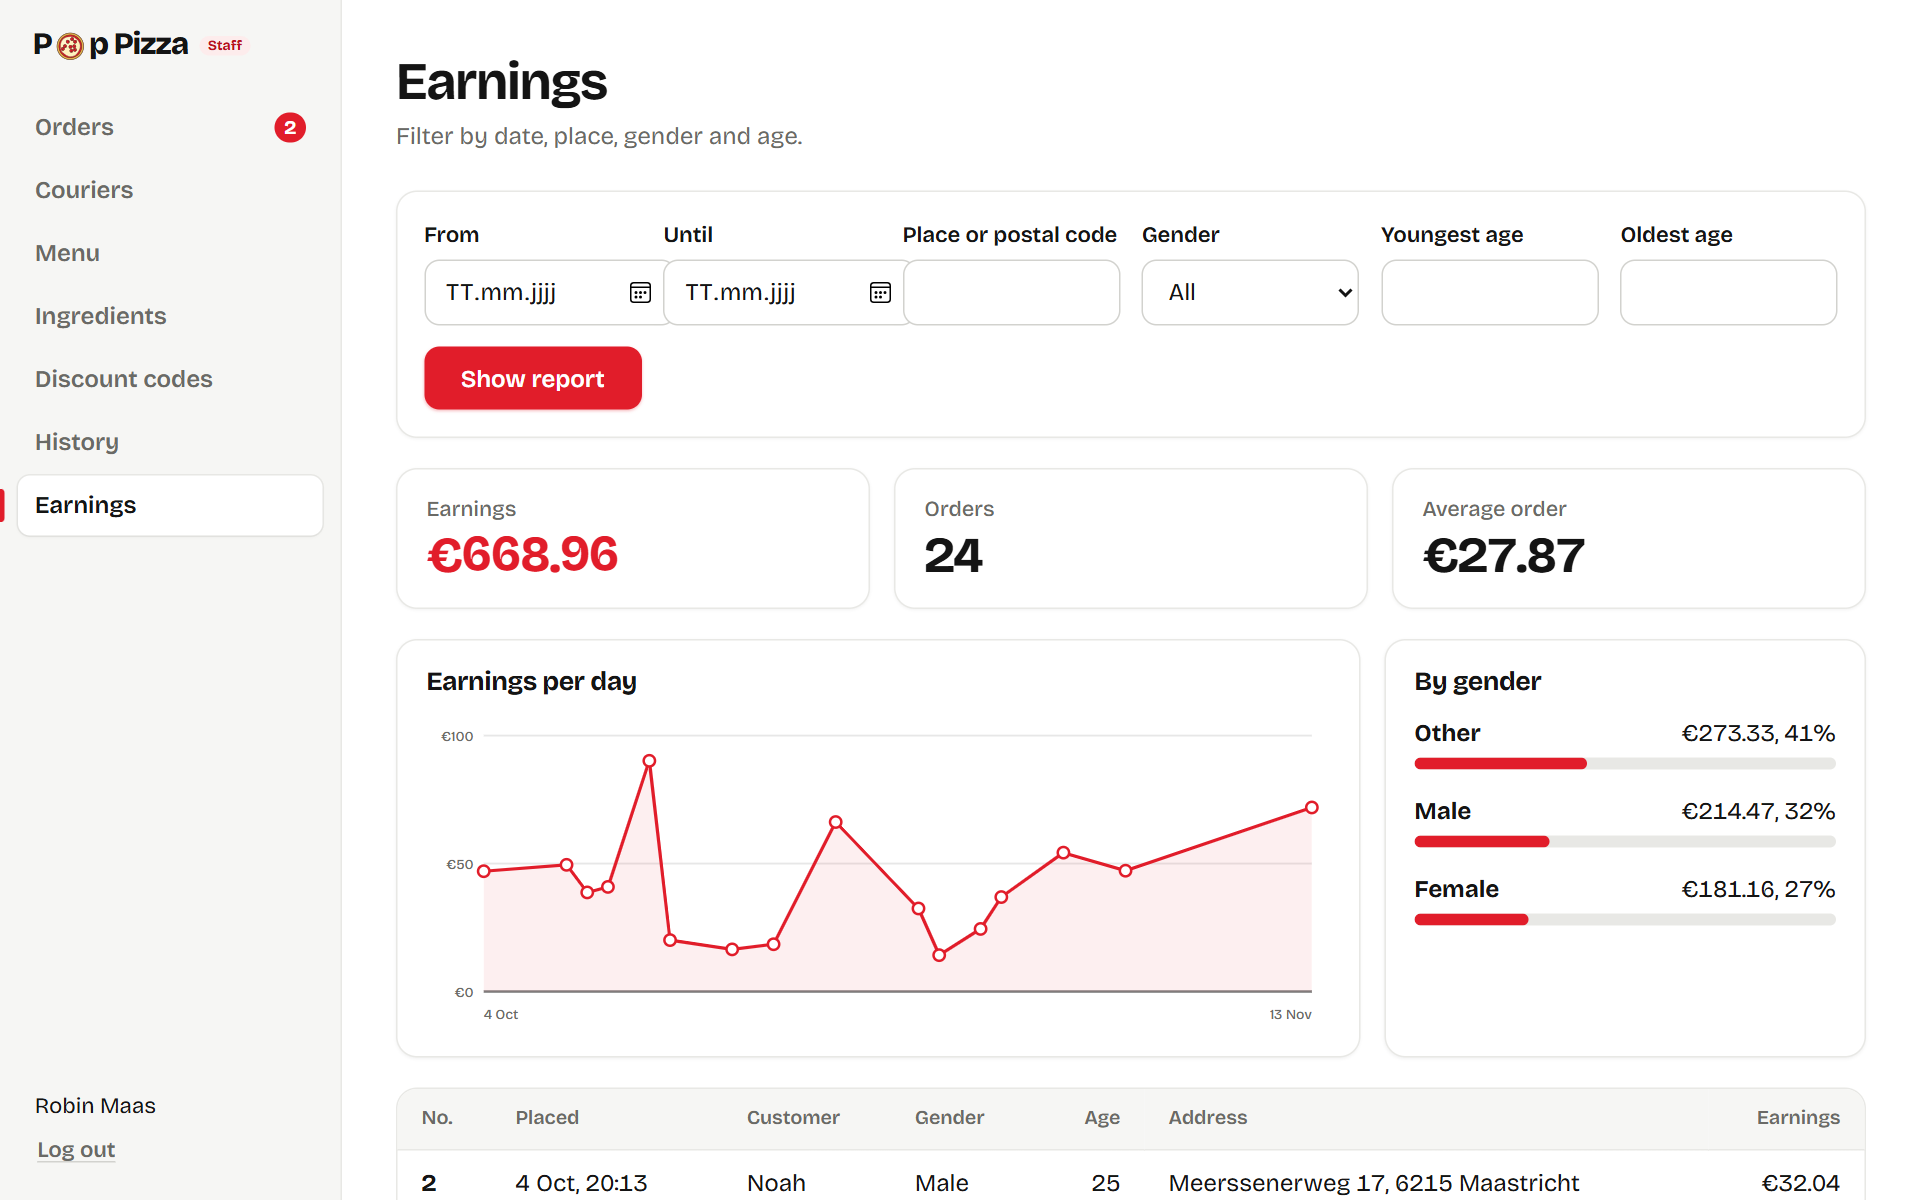 Pop Pizza Staff
Orders 2
Couriers
Menu
Ingredients
Discount codes
History
Earnings
Robin Maas
Log out
Earnings
Filter by date, place, gender and age.
From Until Place or postal code Gender Youngest age Oldest age
TT.mm.jjjj TT.mm.jjjj All
Show report
Earnings Orders Average order
€668.96 24 €27.87
Earnings per day
€100
€50
€0
4 Oct 13 Nov
By gender
Other €273.33, 41%
Male €214.47, 32%
Female €181.16, 27%
No. Placed Customer Gender Age Address Earnings
2 4 Oct, 20:13 Noah Male 25 Meerssenerweg 17, 6215 Maastricht €32.04